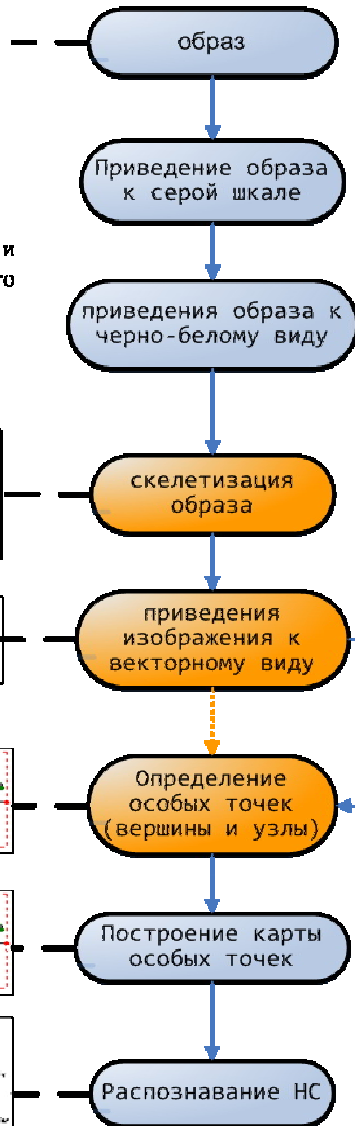 образ
Приведение образа
к серой шкале
и
го
приведения образа к
черно-белому виду
скелетизация
образа
приведения
изображения к
векторному виду
Определение
особых точек
(вершины и узлы)
Построение карты
особых точек
Распознавание НС